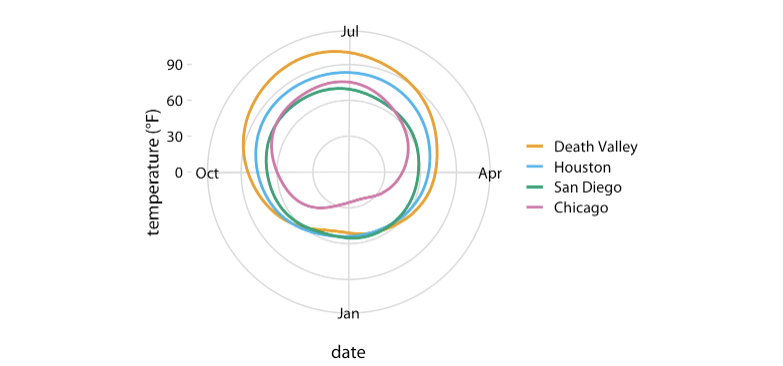 Jul
90
60
30
0
Oct
Apr
Jan
temperature (°F)
date
Death Valley
Houston
San Diego
Chicago